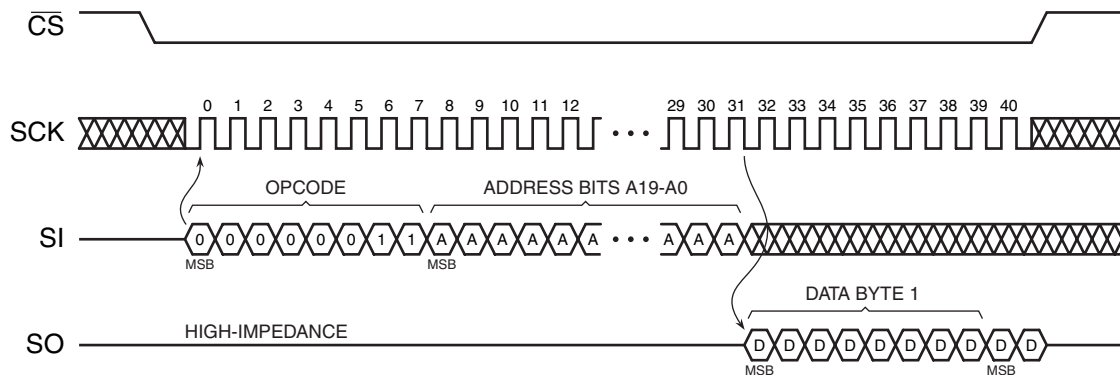 CS
0 1 2 3 4 5 6 7 8 9 10 11 12 29 30 31 32 33 34 35 36 37 38 39 40
SCK • • •
OPCODE ADDRESS BITS A19-A0
SI 0 0 0 0 0 0 1 1 A A A A A A • • • A A A
MSB MSB
DATA BYTE 1
HIGH-IMPEDANCE
SO D D D D D D D D D D
MSB MSB